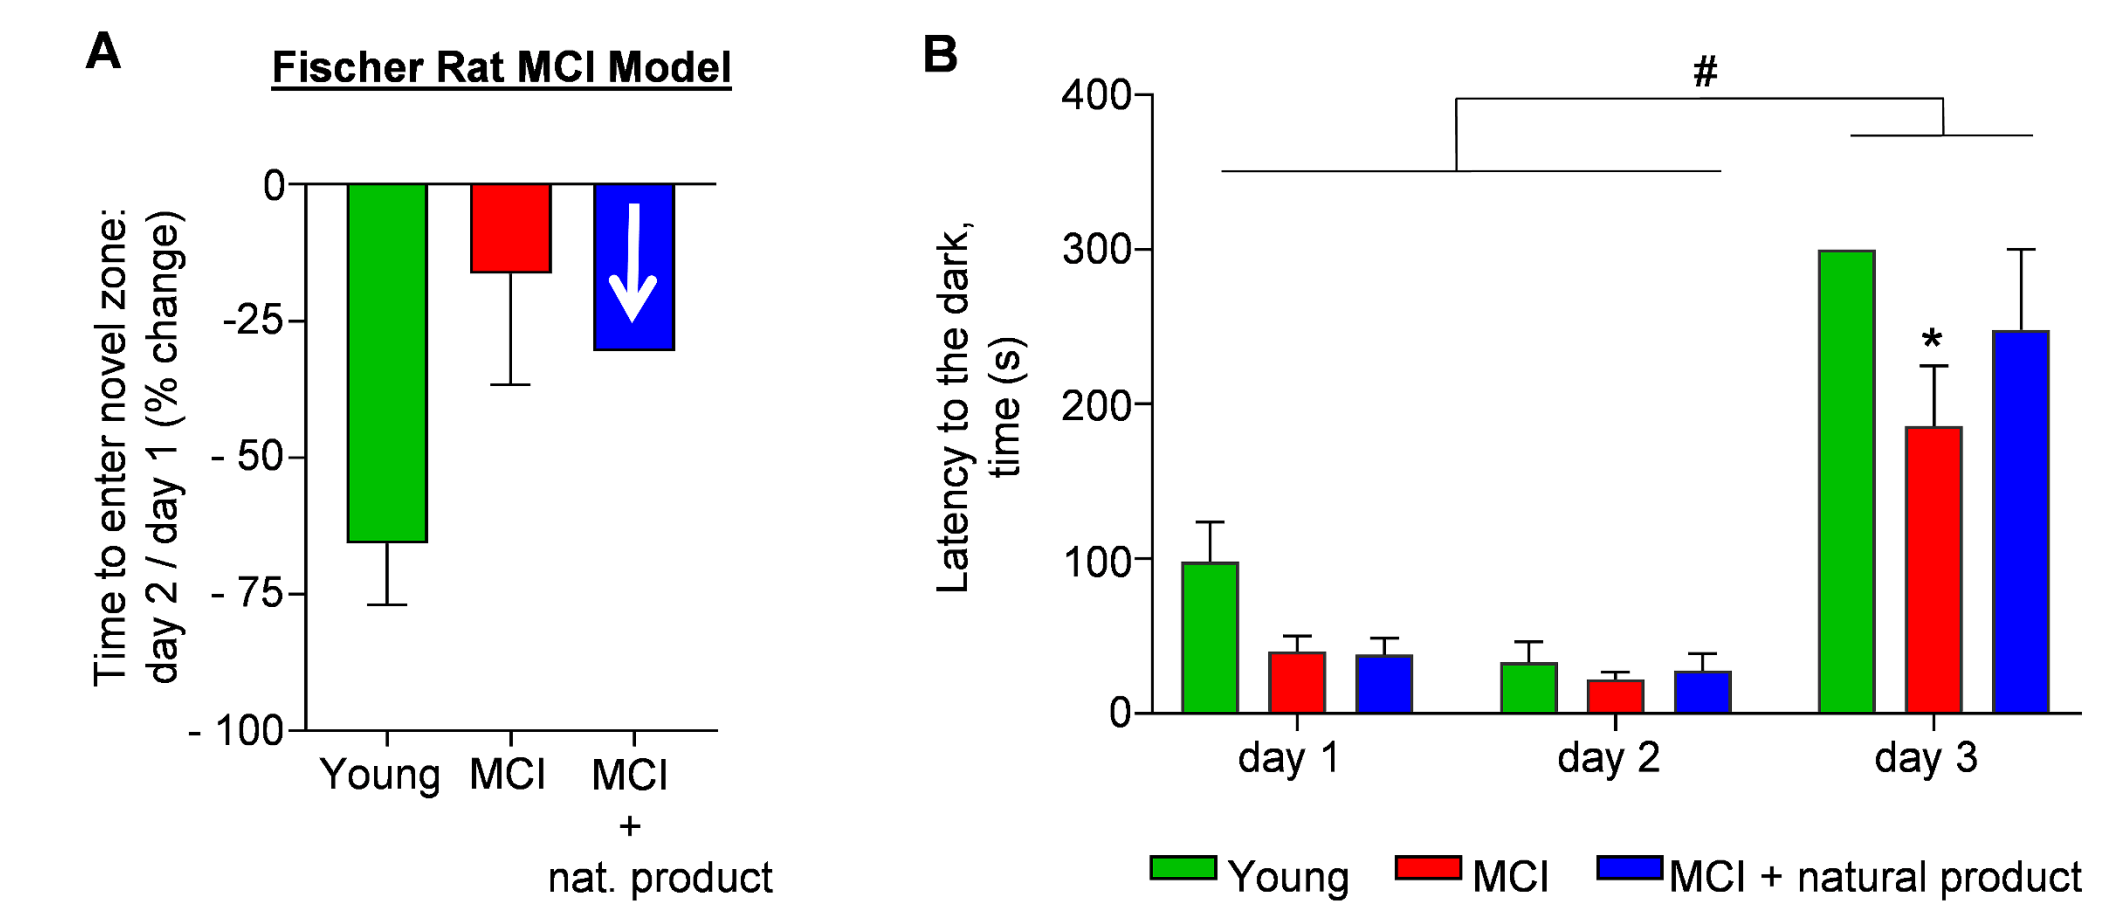 A
Fischer Rat MCI Model
Time to enter novel zone:
day 2 / day 1 (% change)
0
-25
- 50
- 75
- 100
Young
MCI
MCI
+
nat. product
B
#
Latency to the dark,
time (s)
400
300
200
100
0
*
day 1
day 2
day 3
Young
MCI
MCI + natural product